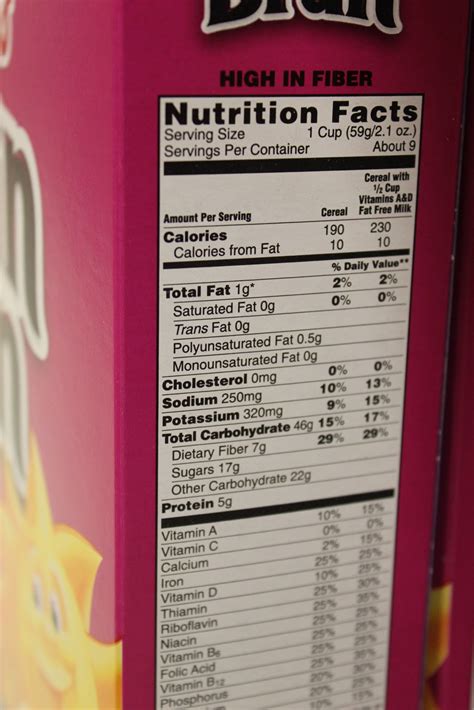 Bran
HIGH IN FIBER
Nutrition Facts
Serving Size 1 Cup (59g/2.1 oz.)
Servings Per Container About 9
Amount Per Serving Cereal Cereal with ½ Cup Vitamins A&D Fat Free Milk
Calories 190 230
Calories from Fat 10 10
% Daily Value**
Total Fat 1g* 2% 2%
Saturated Fat 0g 0% 0%
Trans Fat 0g
Polyunsaturated Fat 0.5g
Monounsaturated Fat 0g
Cholesterol 0mg 0% 0%
Sodium 250mg 10% 13%
Potassium 320mg 9% 15%
Total Carbohydrate 46g 15% 17%
Dietary Fiber 7g 29% 29%
Sugars 17g
Other Carbohydrate 22g
Protein 5g
Vitamin A 10% 15%
Vitamin C 0% 0%
Calcium 2% 15%
Iron 25% 25%
Vitamin D 10% 25%
Thiamin 25% 30%
Riboflavin 25% 35%
Niacin 25% 25%
Vitamin B6 25% 25%
Folic Acid 25% 25%
Vitamin B12 25% 35%
Phosphorus 20% 30%